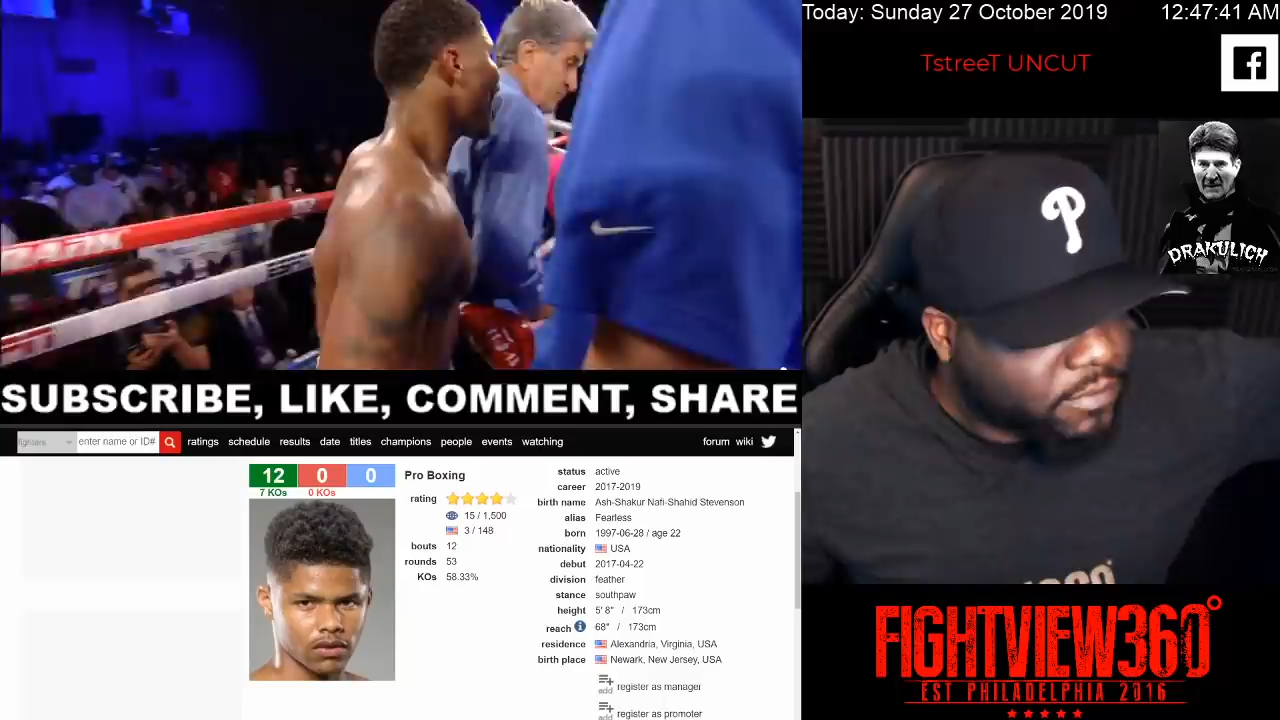 Today: Sunday 27 October 2019
12:47:41 AM
TstreeT UNCUT
P
DRAKULICH
SUBSCRIBE, LIKE, COMMENT, SHARE
fighters
enter name or ID#
ratings schedule results date titles champions people events watching
forum wiki
12 0 0
7 KOs 0 KOs
Pro Boxing
rating
15 / 1,500
3 / 148
bouts 12
rounds 53
KOs 58.33%
status active
career 2017-2019
birth name Ash-Shakur Nafi-Shahid Stevenson
alias Fearless
born 1997-06-28 / age 22
nationality USA
debut 2017-04-22
division feather
stance southpaw
height 5' 8" / 173cm
reach 68" / 173cm
residence Alexandria, Virginia, USA
birth place Newark, New Jersey, USA
add register as manager
add register as promoter
FIGHTVIEW360°
EST PHILADELPHIA 2016